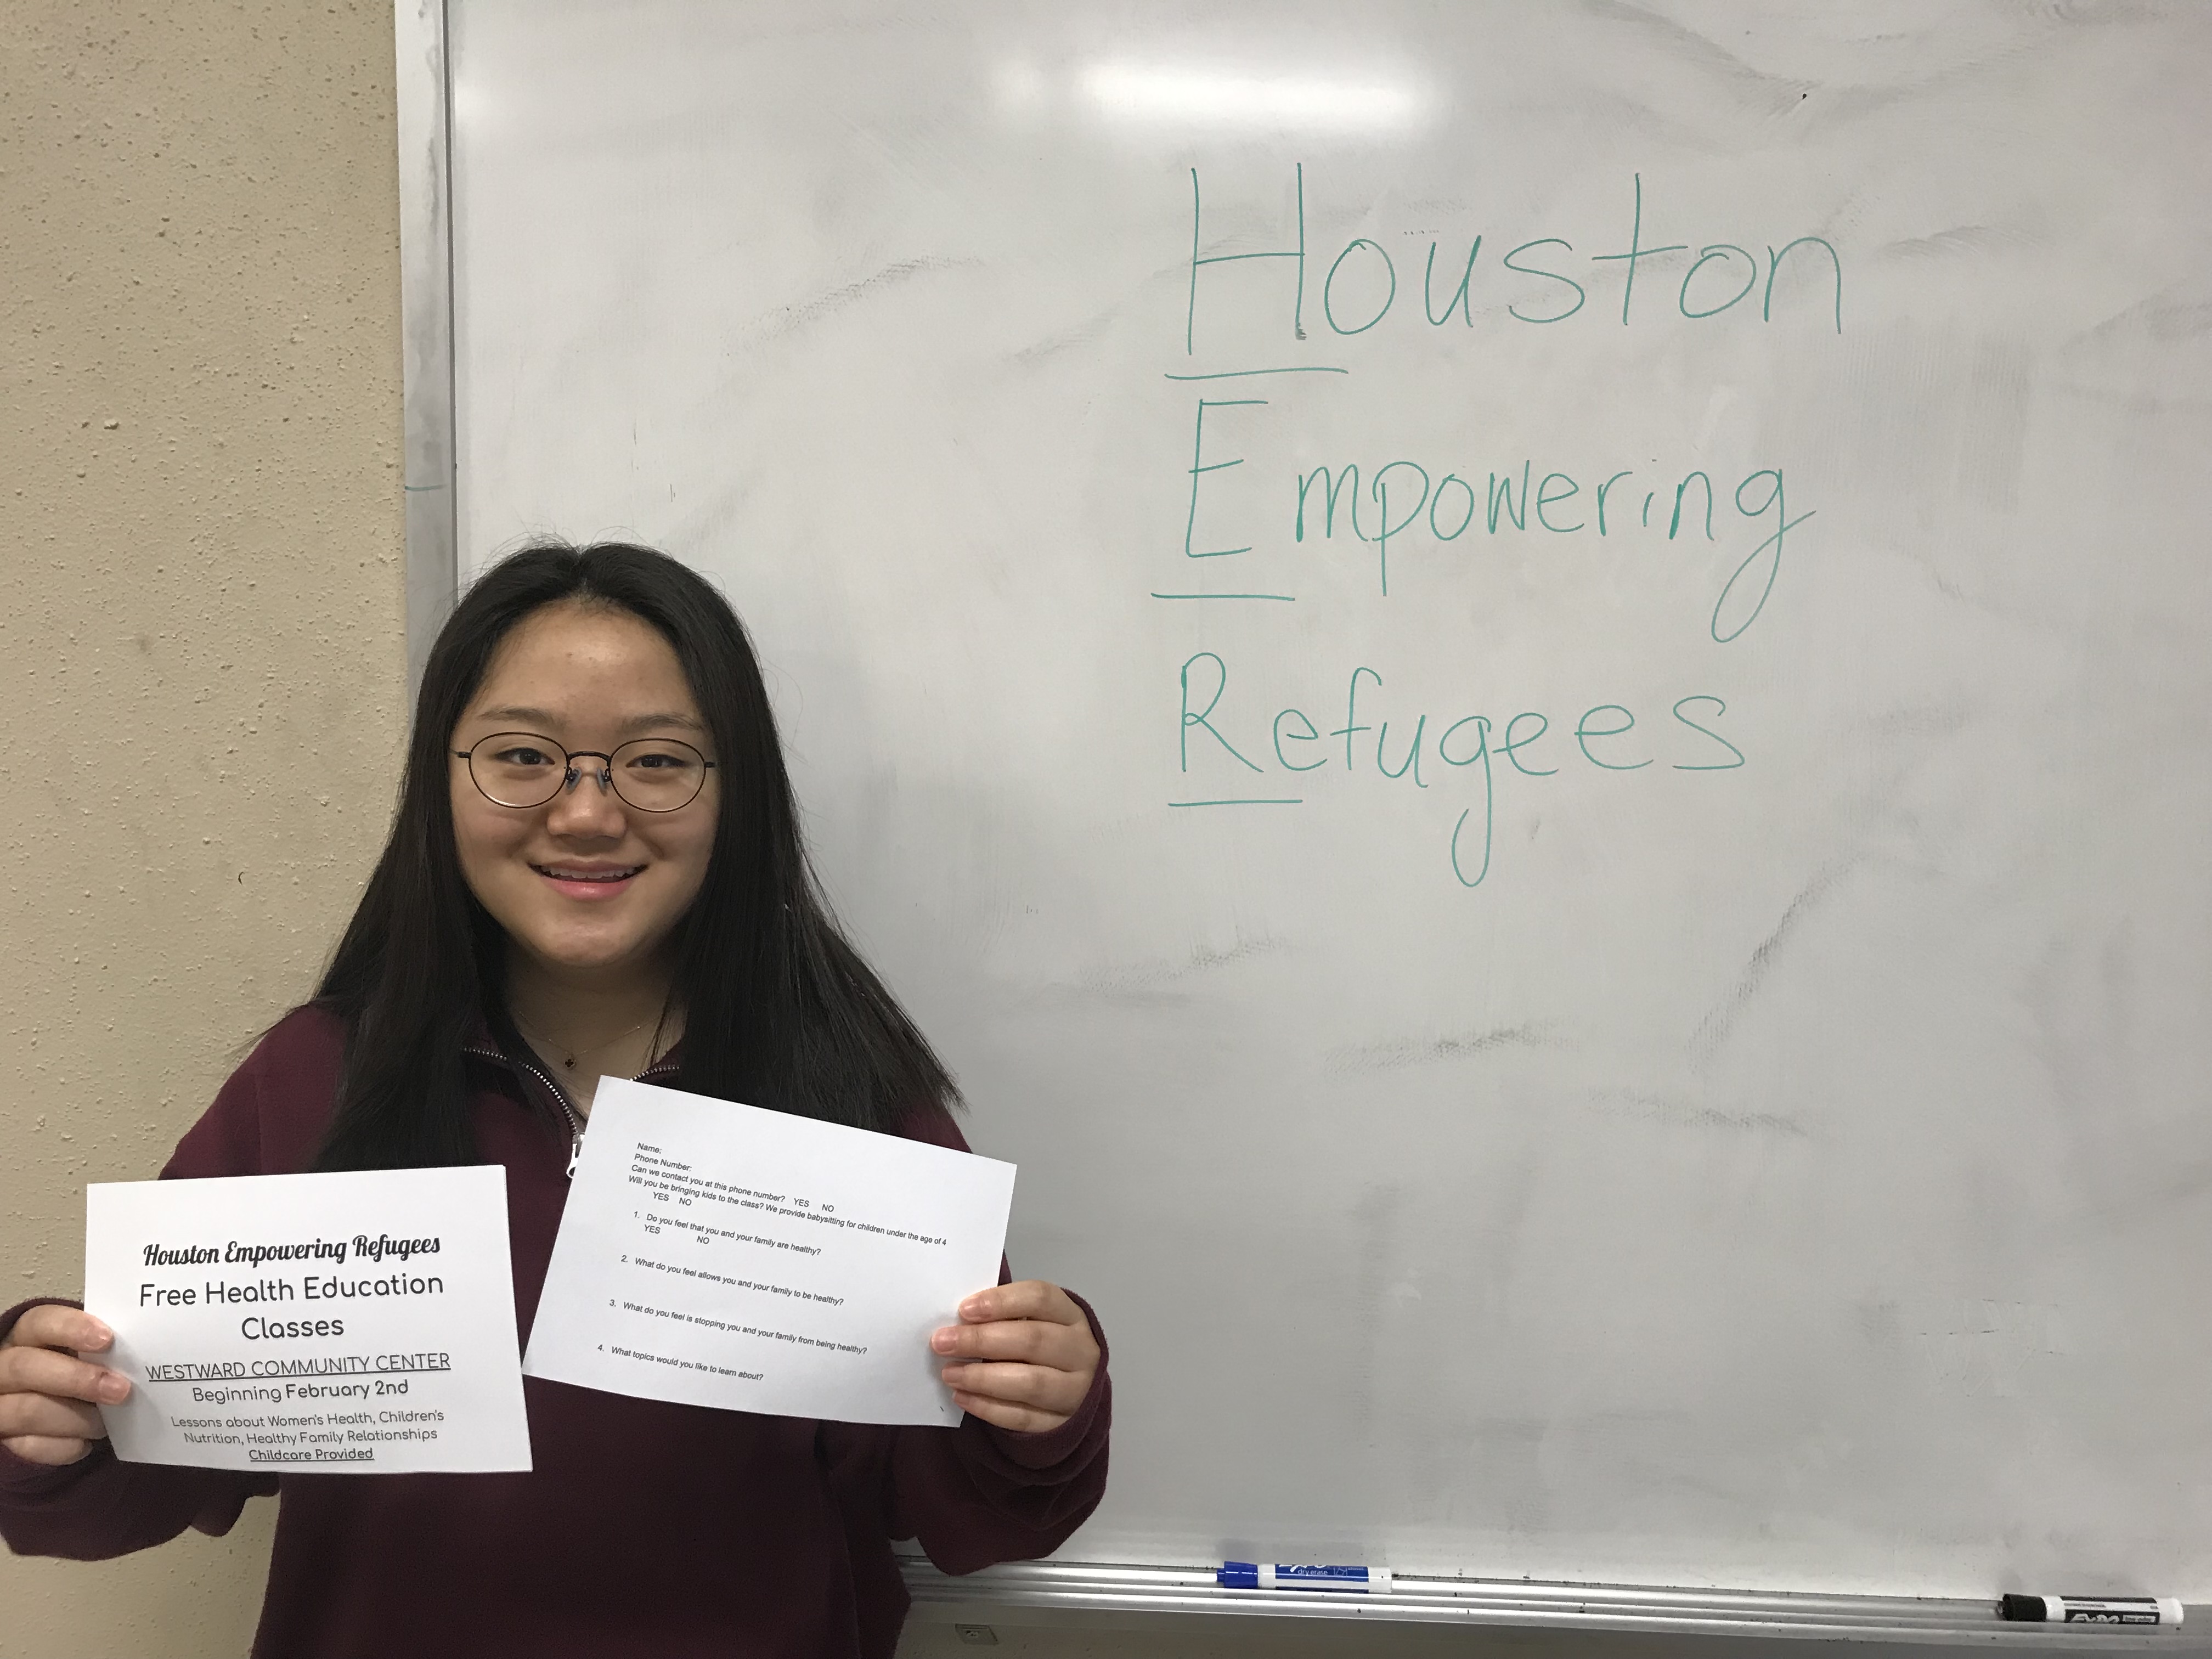 Houston
Empowering
Refugees
Houston Empowering Refugees
Free Health Education
Classes
WESTWARD COMMUNITY CENTER
Beginning February 2nd
Lessons about Women's Health, Children's
Nutrition, Healthy Family Relationships
Childcare Provided
Name:
Phone Number:
Can we contact you at this phone number? YES NO
Will you be bringing kids to the class? We provide babysitting for children under the age of 4
YES NO
1. Do you feel that you and your family are healthy?
YES NO
2. What do you feel allows you and your family to be healthy?
3. What do you feel is stopping you and your family from being healthy?
4. What topics would you like to learn about?
dry erase
EXPO